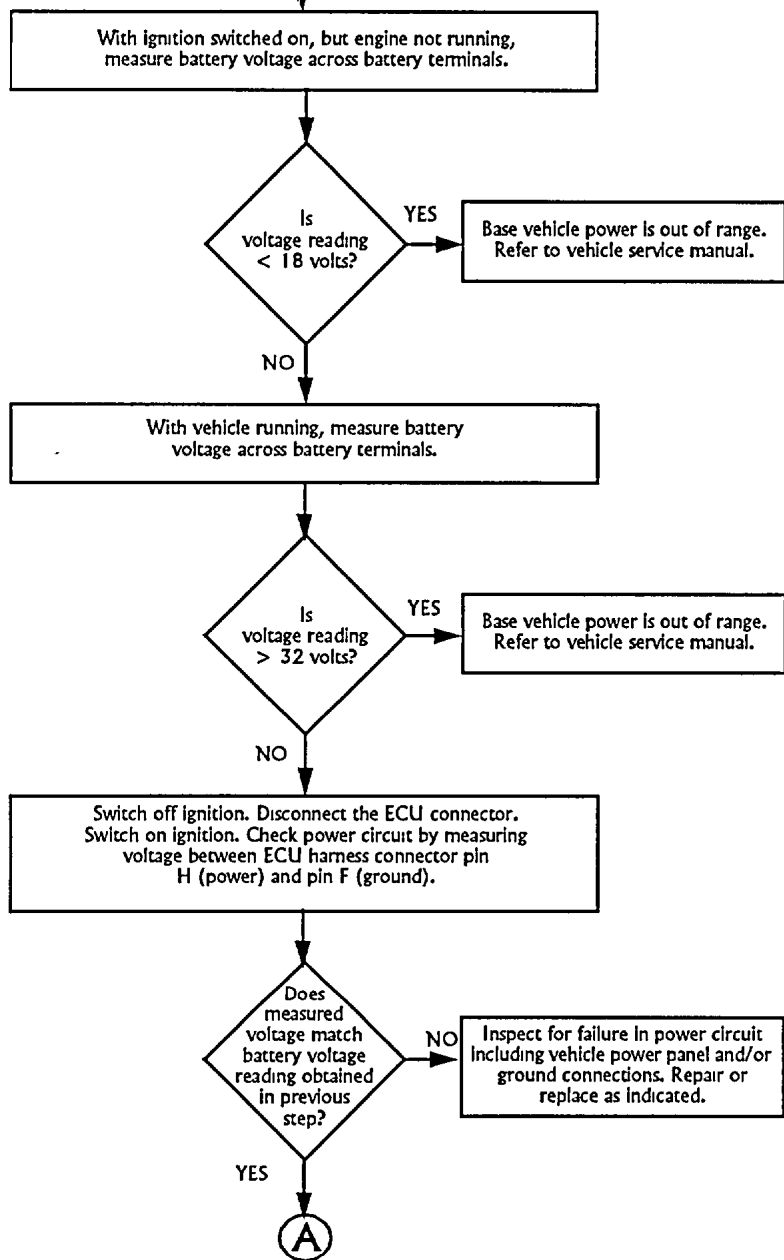 With ignition switched on, but engine not running,
measure battery voltage across battery terminals.
Is
voltage reading
< 18 volts?
YES
Base vehicle power is out of range.
Refer to vehicle service manual.
NO
With vehicle running, measure battery
voltage across battery terminals.
Is
voltage reading
> 32 volts?
YES
Base vehicle power is out of range.
Refer to vehicle service manual.
NO
Switch off ignition. Disconnect the ECU connector.
Switch on ignition. Check power circuit by measuring
voltage between ECU harness connector pin
H (power) and pin F (ground).
Does
measured
voltage match
battery voltage
reading obtained
in previous
step?
NO
Inspect for failure in power circuit
including vehicle power panel and/or
ground connections. Repair or
replace as indicated.
YES
A